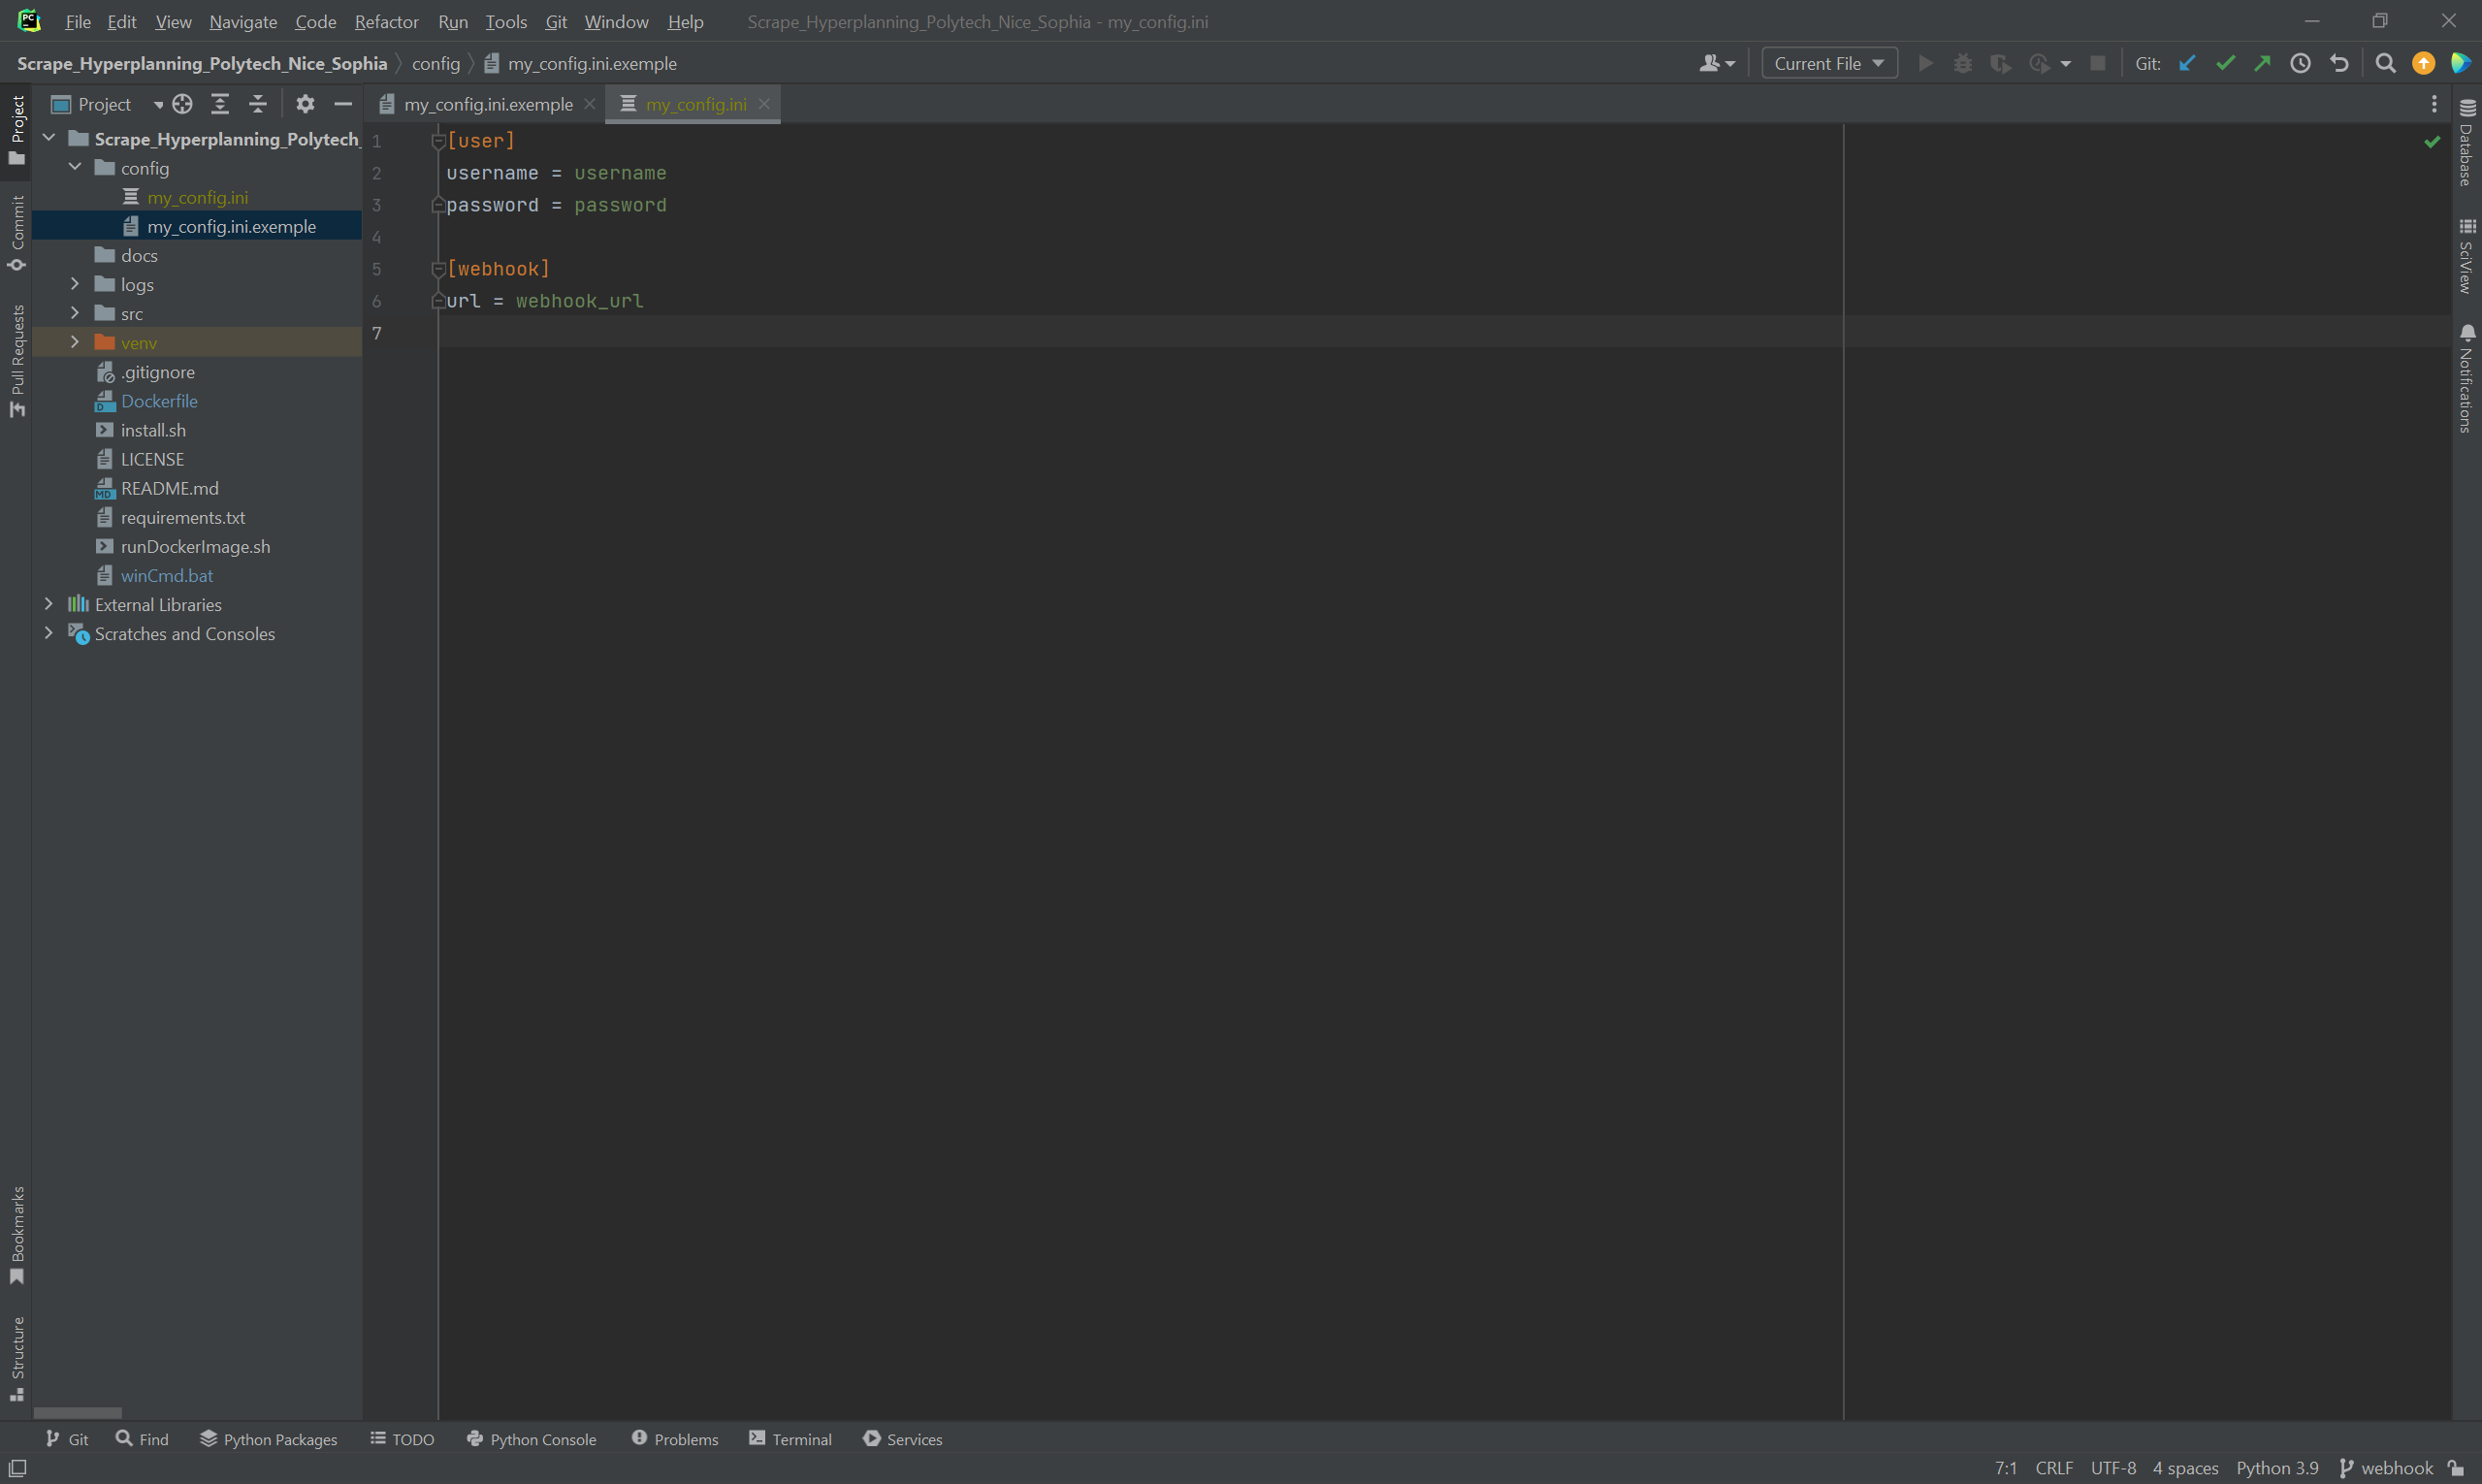 File Edit View Navigate Code Refactor Run Tools Git Window Help Scrape_Hyperplanning_Polytech_Nice_Sophia - my_config.ini
Scrape_Hyperplanning_Polytech_Nice_Sophia config my_config.ini.exemple Current File Git:
Project my_config.ini.exemple my_config.ini
Project
Commit
Pull Requests
Bookmarks
Structure
Scrape_Hyperplanning_Polytech_
config
my_config.ini
my_config.ini.exemple
docs
logs
src
venv
.gitignore
Dockerfile
install.sh
LICENSE
README.md
requirements.txt
runDockerImage.sh
winCmd.bat
External Libraries
Scratches and Consoles
1 [user]
2 username = username
3 password = password
4
5 [webhook]
6 url = webhook_url
7
Database
SciView
Notifications
Git Find Python Packages TODO Python Console Problems Terminal Services
7:1 CRLF UTF-8 4 spaces Python 3.9 webhook